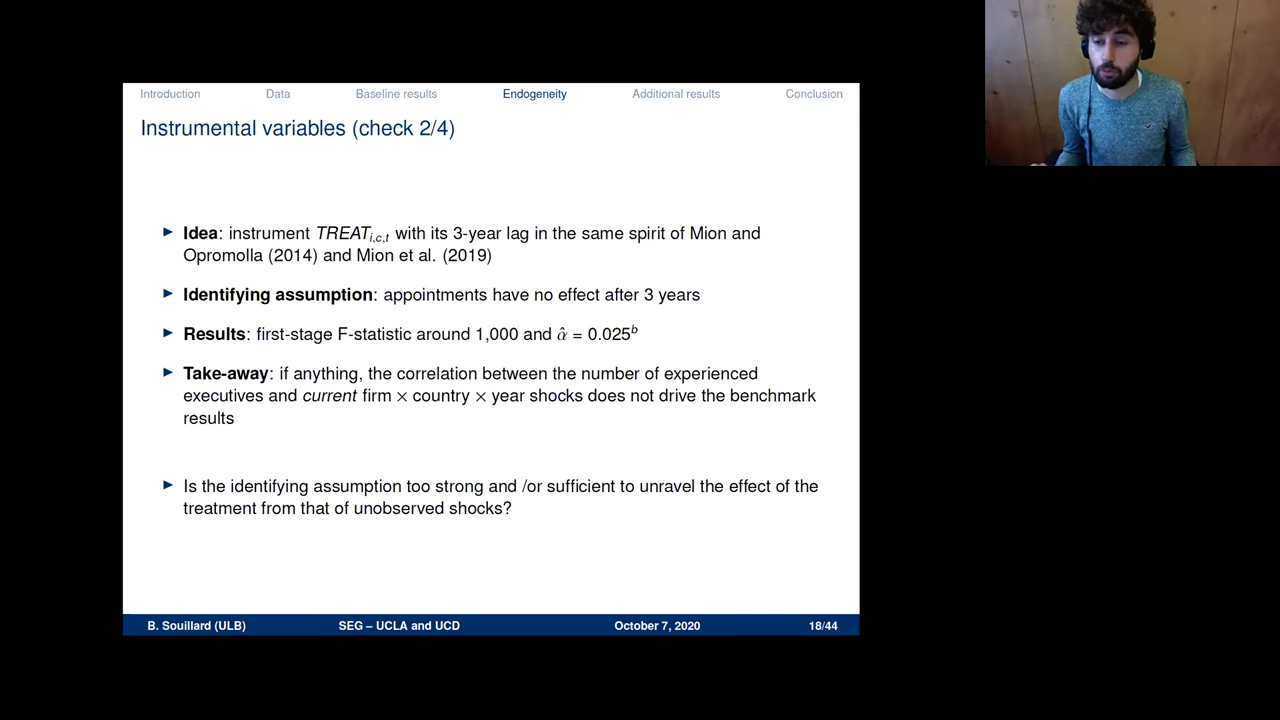 Introduction Data Baseline results Endogeneity Additional results Conclusion
Instrumental variables (check 2/4)
► Idea: instrument TREATi,c,t with its 3-year lag in the same spirit of Mion and
Opromolla (2014) and Mion et al. (2019)
► Identifying assumption: appointments have no effect after 3 years
► Results: first-stage F-statistic around 1,000 and α̂ = 0.025ᵇ
► Take-away: if anything, the correlation between the number of experienced
executives and current firm × country × year shocks does not drive the benchmark
results
► Is the identifying assumption too strong and /or sufficient to unravel the effect of the
treatment from that of unobserved shocks?
B. Souillard (ULB) SEG – UCLA and UCD October 7, 2020 18/44